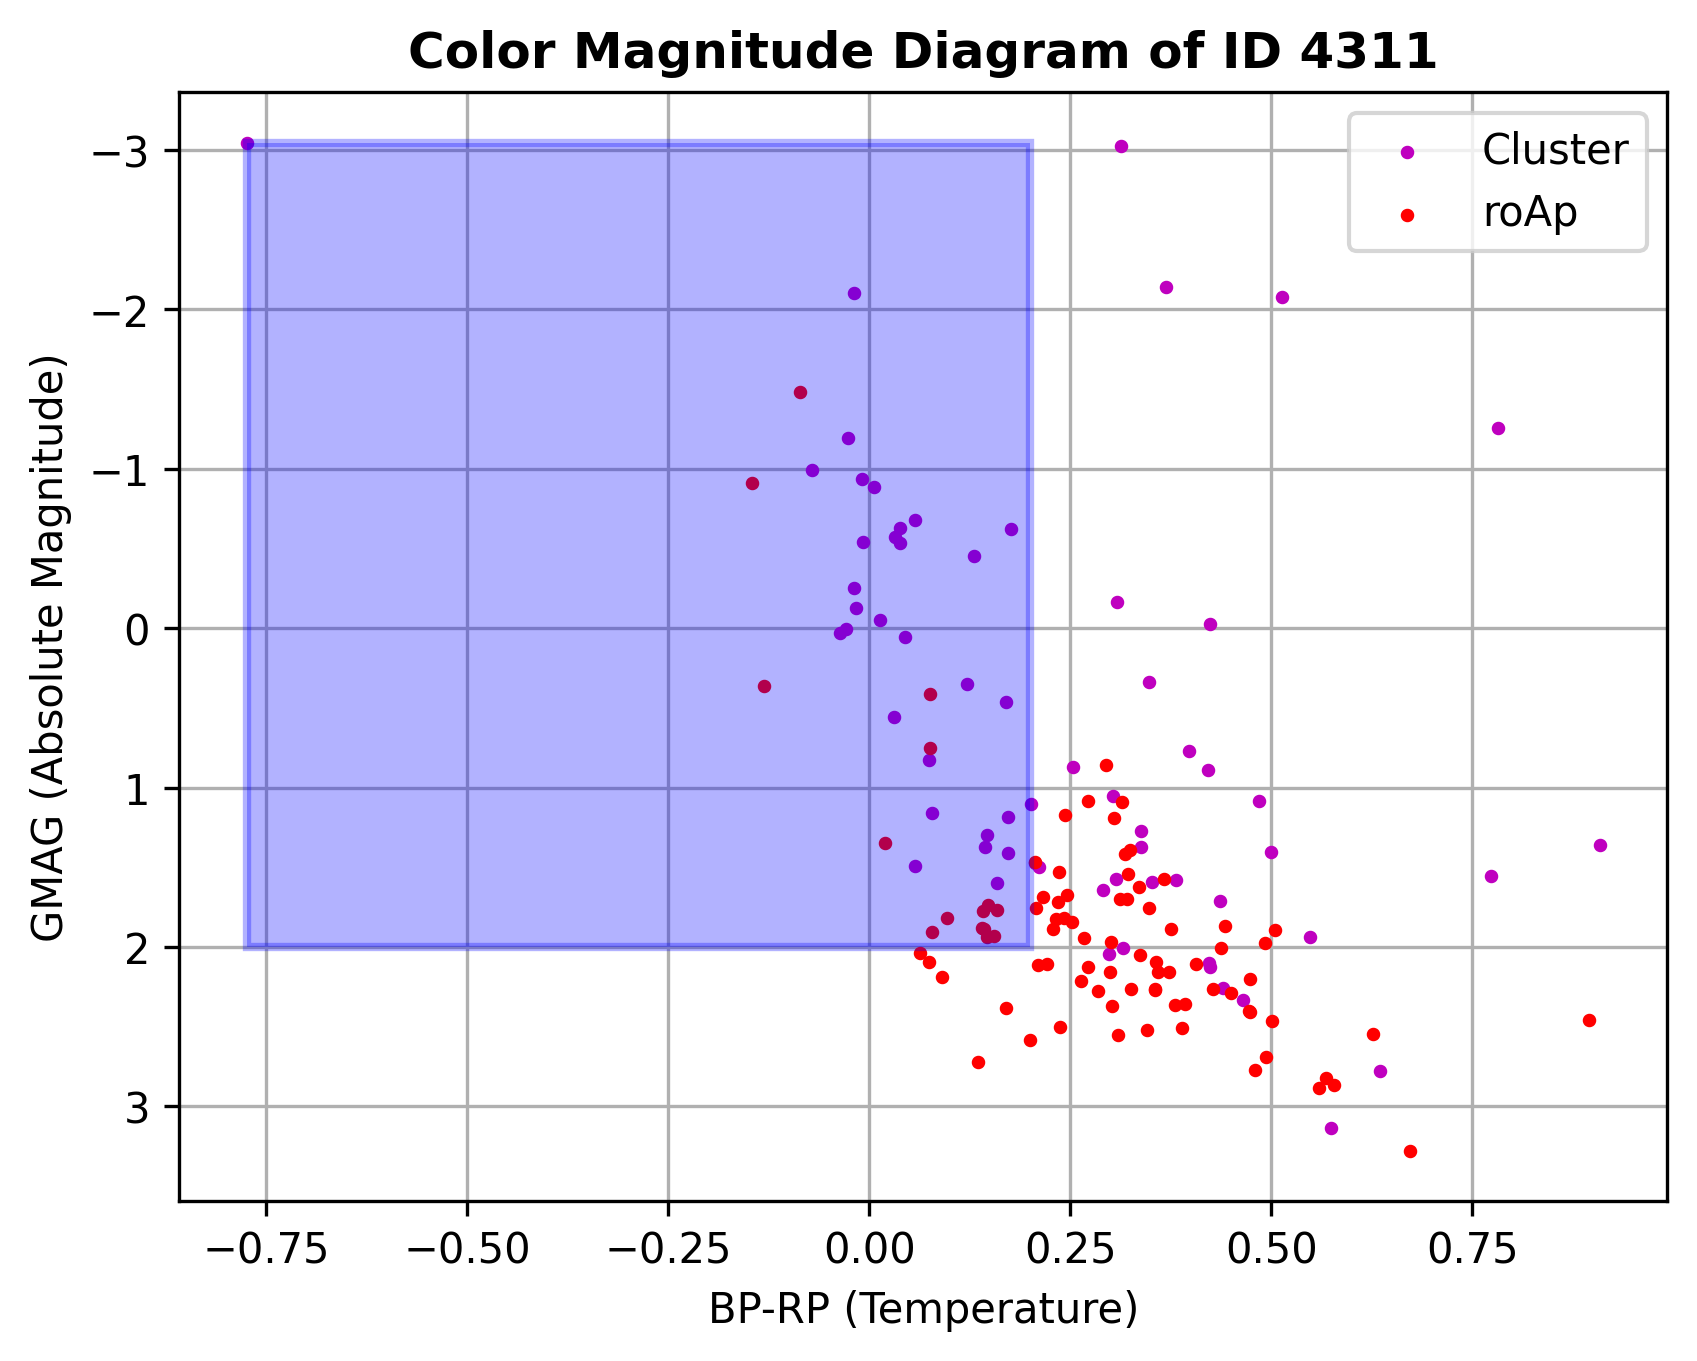 Color Magnitude Diagram of ID 4311
Cluster
roAp
GMAG (Absolute Magnitude)
−3
−2
−1
0
1
2
3
−0.75
−0.50
−0.25
0.00
0.25
0.50
0.75
BP-RP (Temperature)